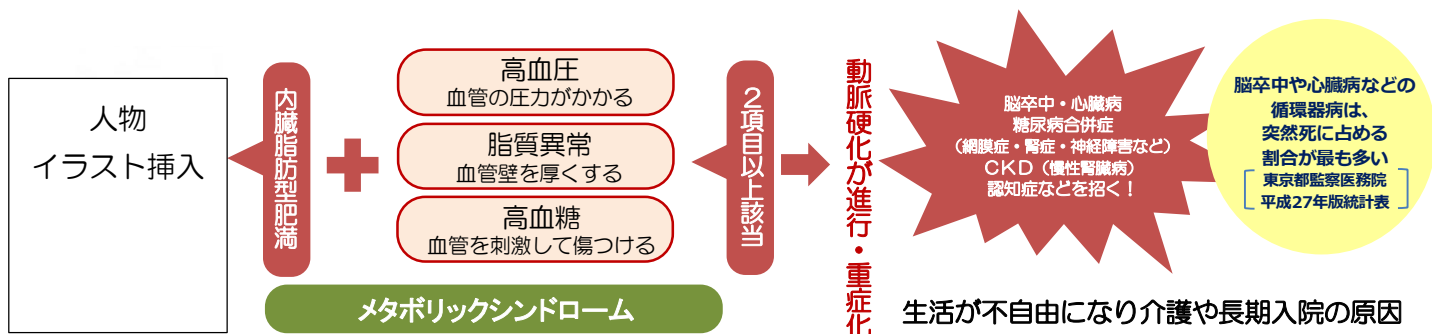 人物
イラスト挿入
内臓脂肪型肥満
高血圧
血管の圧力がかかる
脂質異常
血管壁を厚くする
高血糖
血管を刺激して傷つける
メタボリックシンドローム
2項目以上該当
動脈硬化が進行・重症化
脳卒中・心臓病
糖尿病合併症
(網膜症・腎症・神経障害など)
CKD(慢性腎臓病)
認知症などを招く!
脳卒中や心臓病などの
循環器病は、
突然死に占める
割合が最も多い
東京都監察医務院
平成27年版統計表
生活が不自由になり介護や長期入院の原因